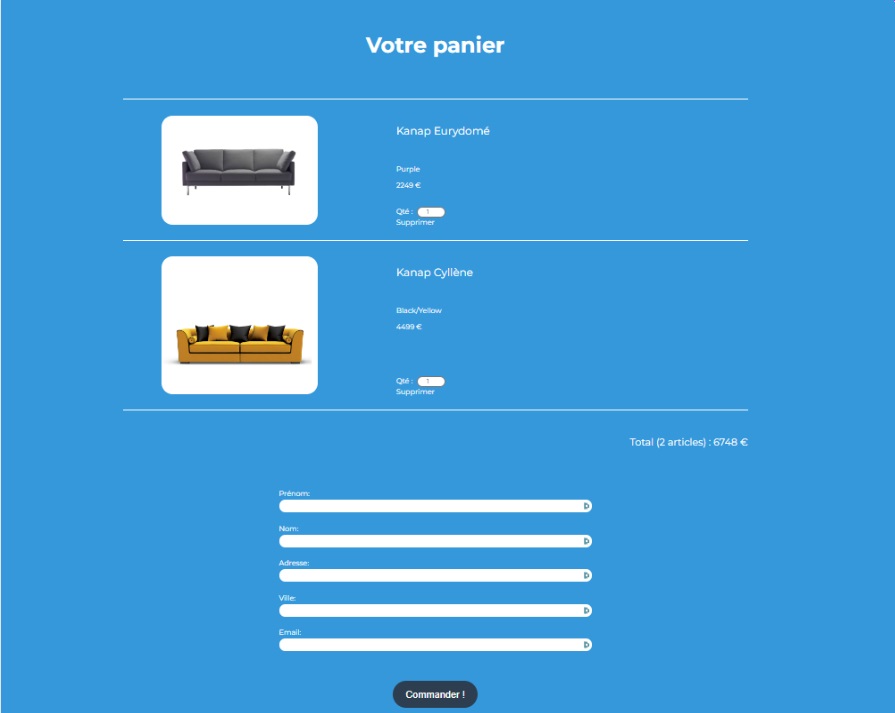 Votre panier
Kanap Eurydomé
Purple
2249 €
Qté : 1
Supprimer
Kanap Cyllène
Black/Yellow
4499 €
Qté : 1
Supprimer
Total (2 articles) : 6748 €
Prénom:
Nom:
Adresse:
Ville:
Email:
Commander !